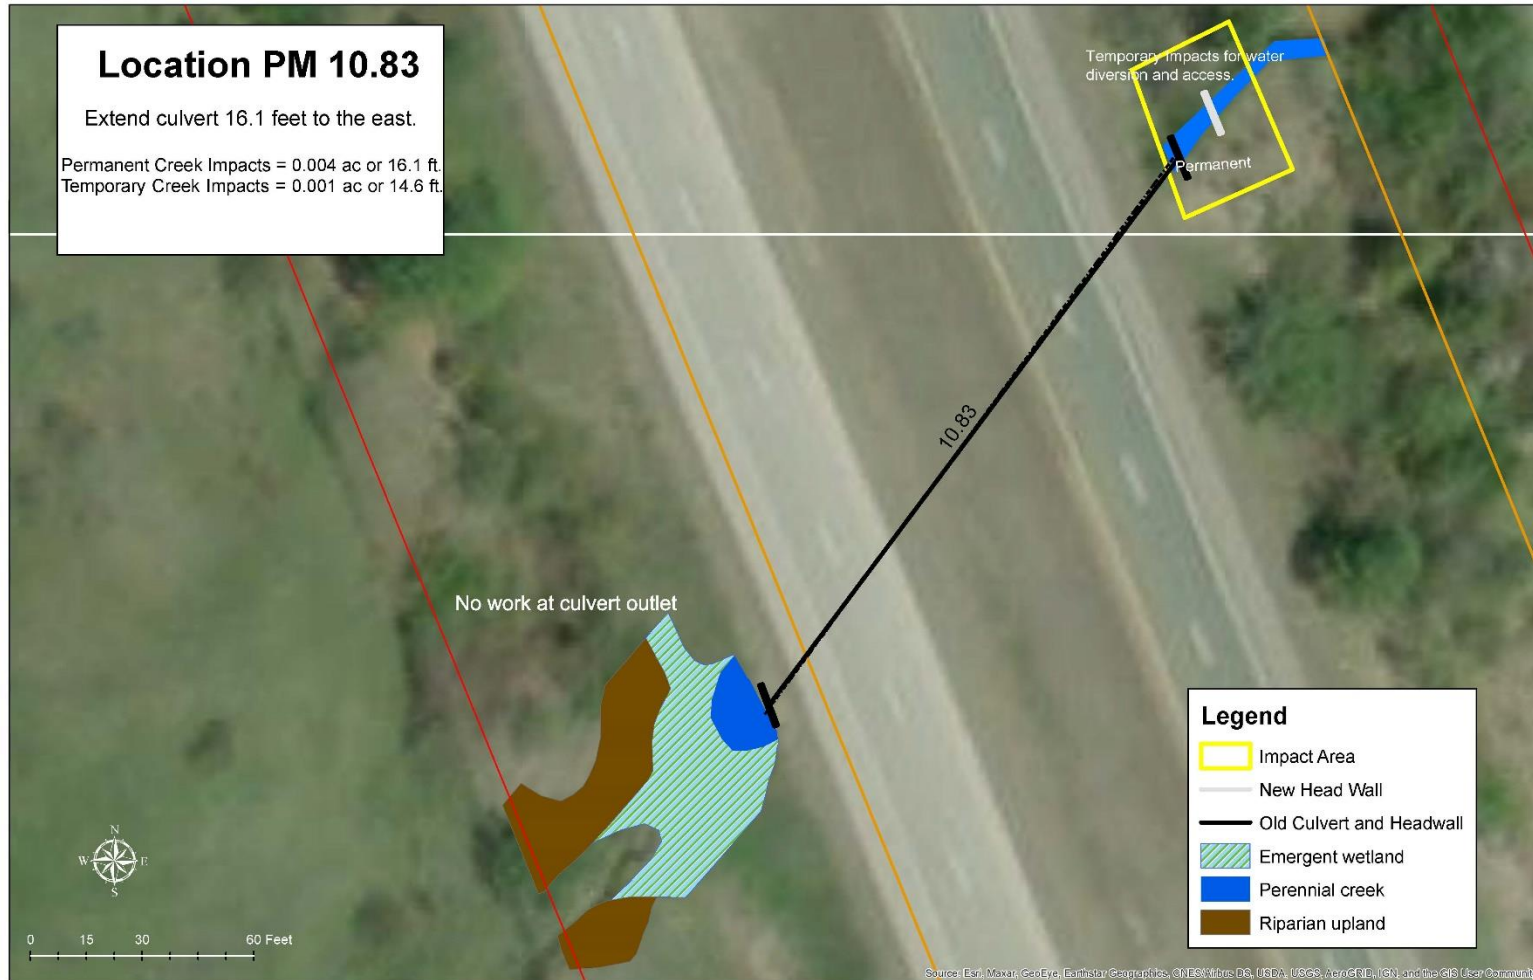 Location PM 10.83
Extend culvert 16.1 feet to the east.
Permanent Creek Impacts = 0.004 ac or 16.1 ft.
Temporary Creek Impacts = 0.001 ac or 14.6 ft.
Temporary Impacts for water
diversion and access.
Permanent
10.83
No work at culvert outlet
Legend
Impact Area
New Head Wall
Old Culvert and Headwall
Emergent wetland
Perennial creek
Riparian upland
N
W E
S
0 15 30 60 Feet
Source: Esri, Maxar, GeoEye, Earthstar Geographics, CNES/Airbus DS, USDA, USGS, AeroGRID, IGN, and the GIS User Community